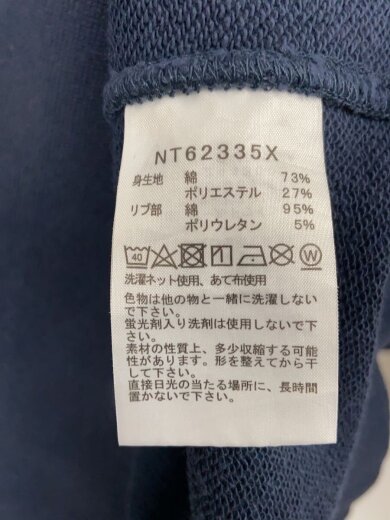 NT62335X
身生地 綿 73%
ポリエステル 27%
リブ部 綿 95%
ポリウレタン 5%
40 W
洗濯ネット使用、あて布使用
色物は他の物と一緒に洗濯しない
で下さい。
蛍光剤入り洗剤は使用しないで下
さい。
素材の性質上、多少収縮する可能
性があります。形を整えてから干
して下さい。
直接日光の当たる場所に、長時間
置かないで下さい。